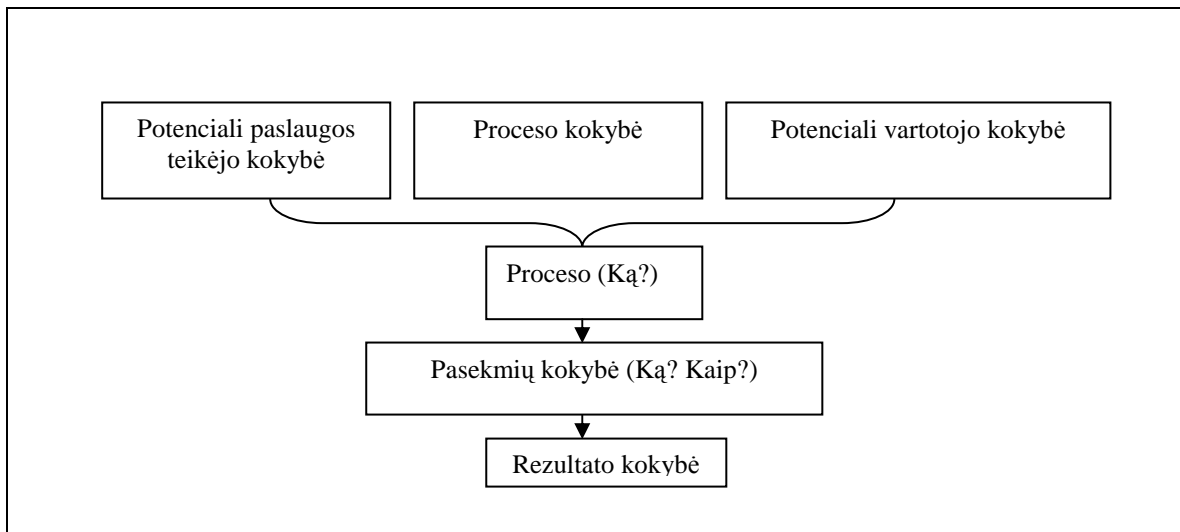 Potenciali paslaugos
teikėjo kokybė
Proceso kokybė
Potenciali vartotojo kokybė
Proceso (Ką?)
Pasekmių kokybė (Ką? Kaip?)
Rezultato kokybė